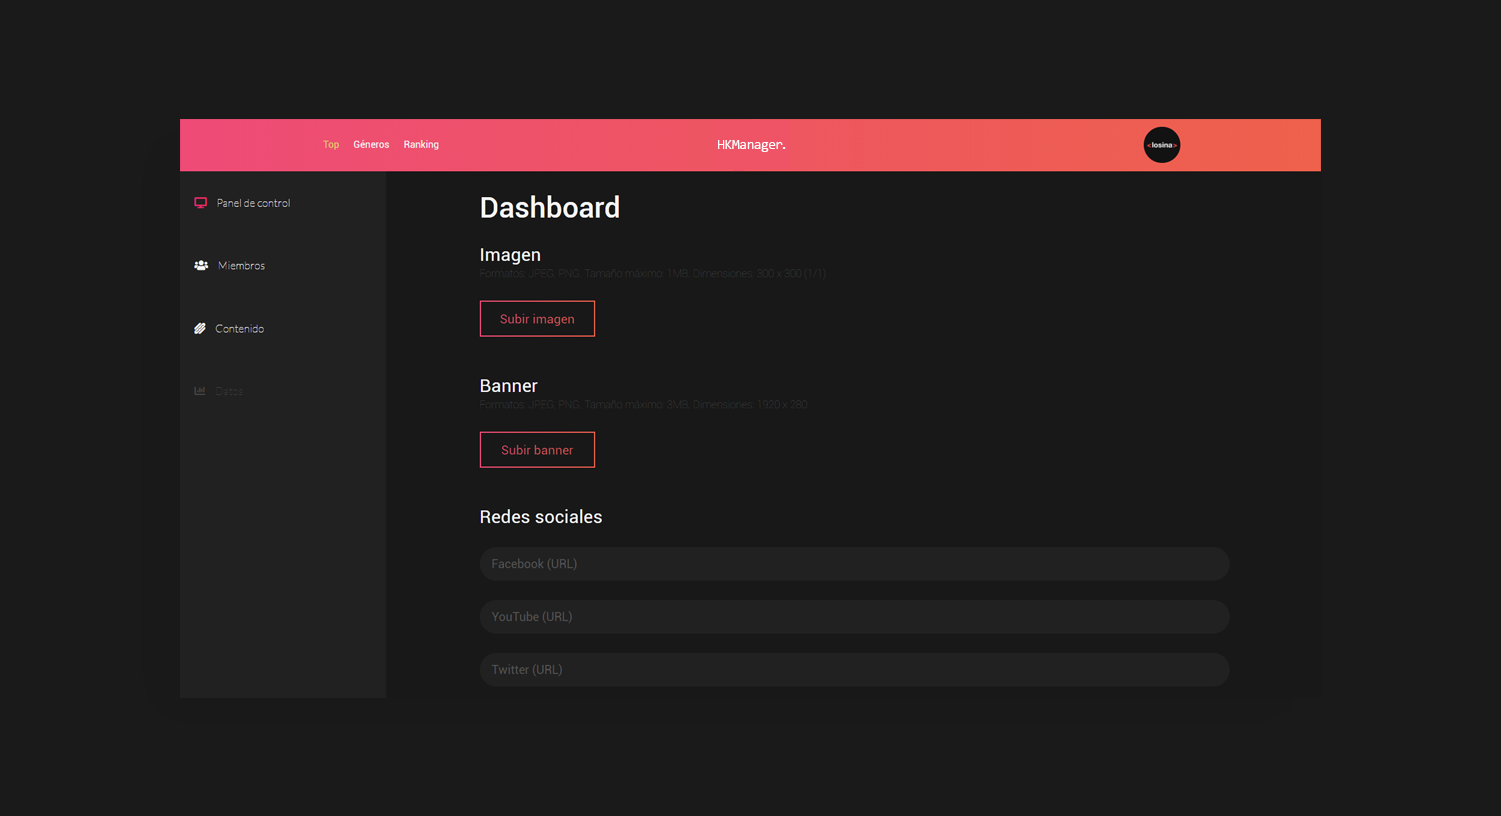 Top Géneros Ranking
HKManager.
<losina>
Panel de control
Miembros
Contenido
Datos
Dashboard
Imagen
Formatos: JPEG, PNG. Tamaño máximo: 1MB. Dimensiones: 300 x 300 (1/1)
Subir imagen
Banner
Formatos: JPEG, PNG. Tamaño máximo: 3MB. Dimensiones: 1920 x 280
Subir banner
Redes sociales
Facebook (URL)
YouTube (URL)
Twitter (URL)